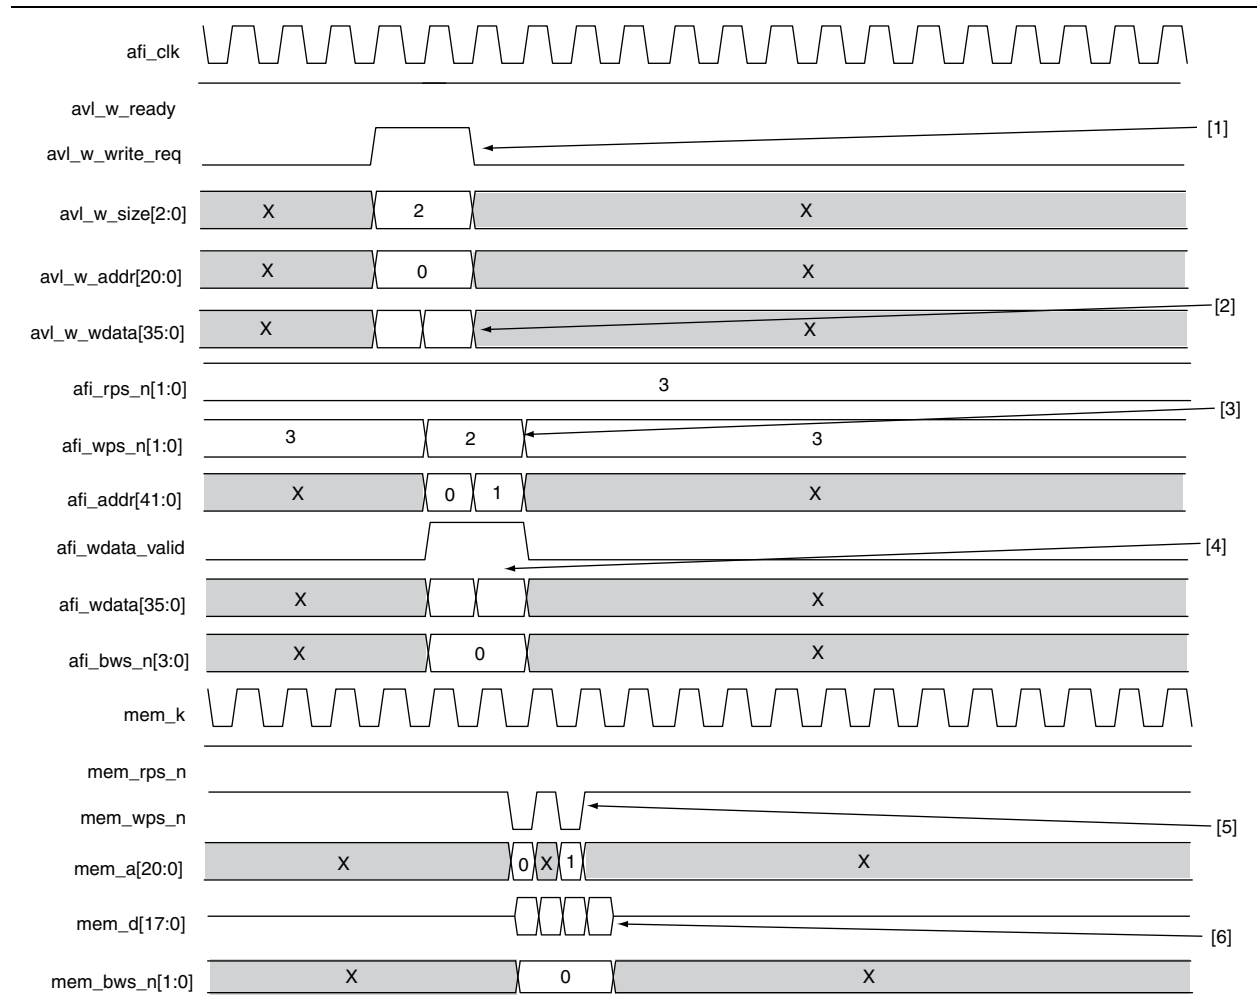 afi_clk
avl_w_ready
[1]
avl_w_write_req
avl_w_size[2:0] X 2 X
avl_w_addr[20:0] X 0 X
[2]
avl_w_wdata[35:0] X X
afi_rps_n[1:0] 3
[3]
afi_wps_n[1:0] 3 2 3
afi_addr[41:0] X 0 1 X
afi_wdata_valid [4]
afi_wdata[35:0] X X
afi_bws_n[3:0] X 0 X
mem_k
mem_rps_n
mem_wps_n [5]
mem_a[20:0] X 0 X 1 X
mem_d[17:0] [6]
mem_bws_n[1:0] X 0 X